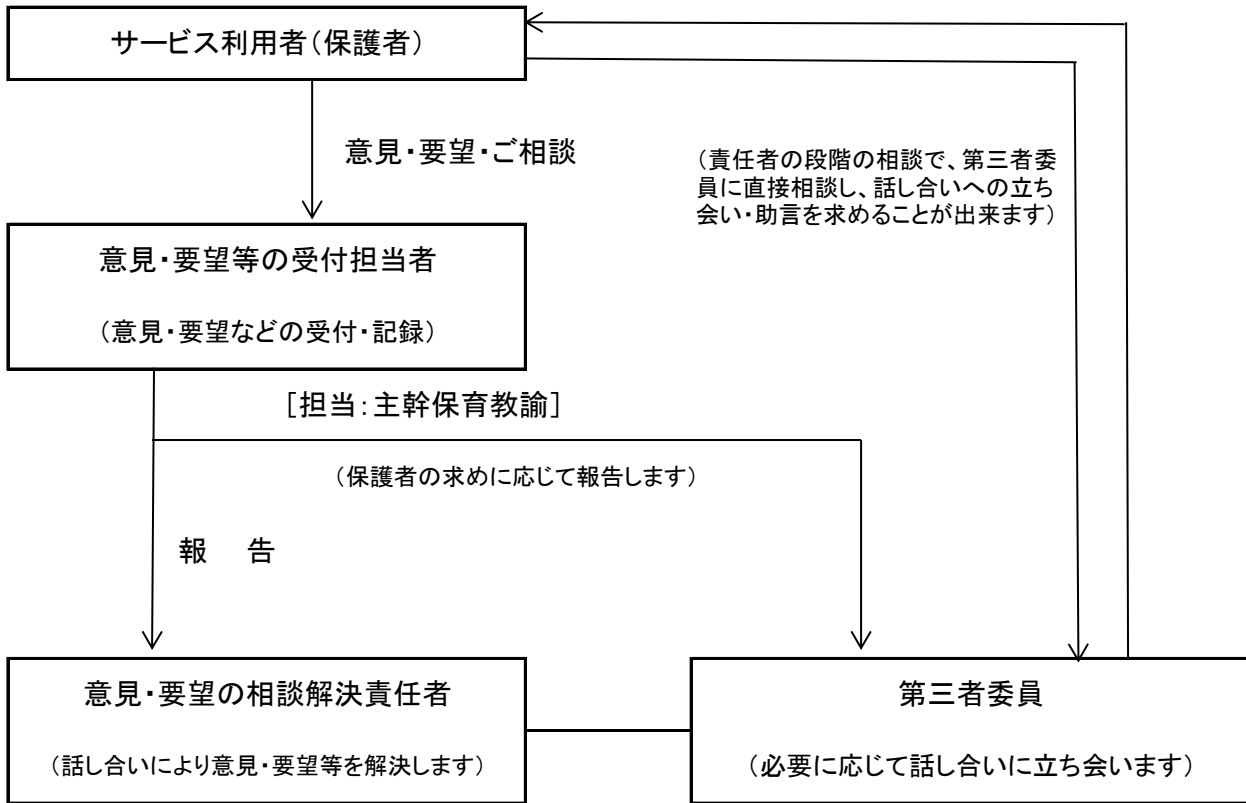 サービス利用者(保護者)
意見・要望・ご相談
(責任者の段階の相談で、第三者委
員に直接相談し、話し合いへの立ち
会い・助言を求めることが出来ます)
意見・要望等の受付担当者
(意見・要望などの受付・記録)
[担当:主幹保育教諭]
(保護者の求めに応じて報告します)
報　告
意見・要望の相談解決責任者
(話し合いにより意見・要望等を解決します)
第三者委員
(必要に応じて話し合いに立ち会います)